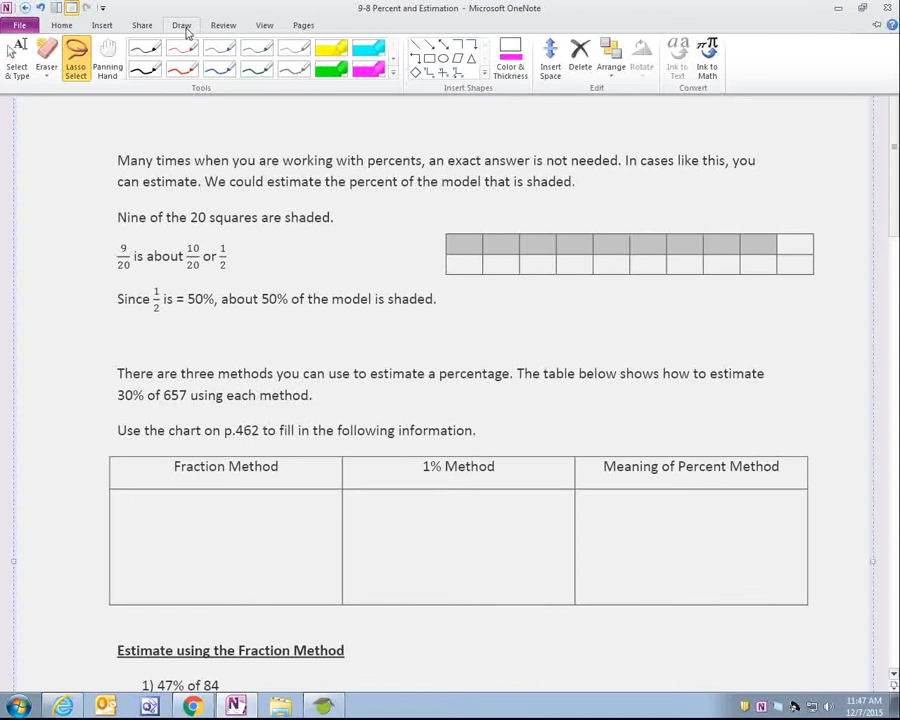 9-8 Percent and Estimation - Microsoft OneNote
File Home Insert Share Draw Review View Pages
Select & Type
Eraser
Lasso Select
Panning Hand
Color & Thickness
Insert Space
Delete
Arrange
Rotate
Ink to Text
Ink to Math
Tools
Insert Shapes
Edit
Convert
Many times when you are working with percents, an exact answer is not needed. In cases like this, you
can estimate. We could estimate the percent of the model that is shaded.
Nine of the 20 squares are shaded.
9/20 is about 10/20 or 1/2
Since 1/2 is = 50%, about 50% of the model is shaded.
There are three methods you can use to estimate a percentage. The table below shows how to estimate
30% of 657 using each method.
Use the chart on p.462 to fill in the following information.
Fraction Method 1% Method Meaning of Percent Method
Estimate using the Fraction Method
1) 47% of 84
11:47 AM
12/7/2015